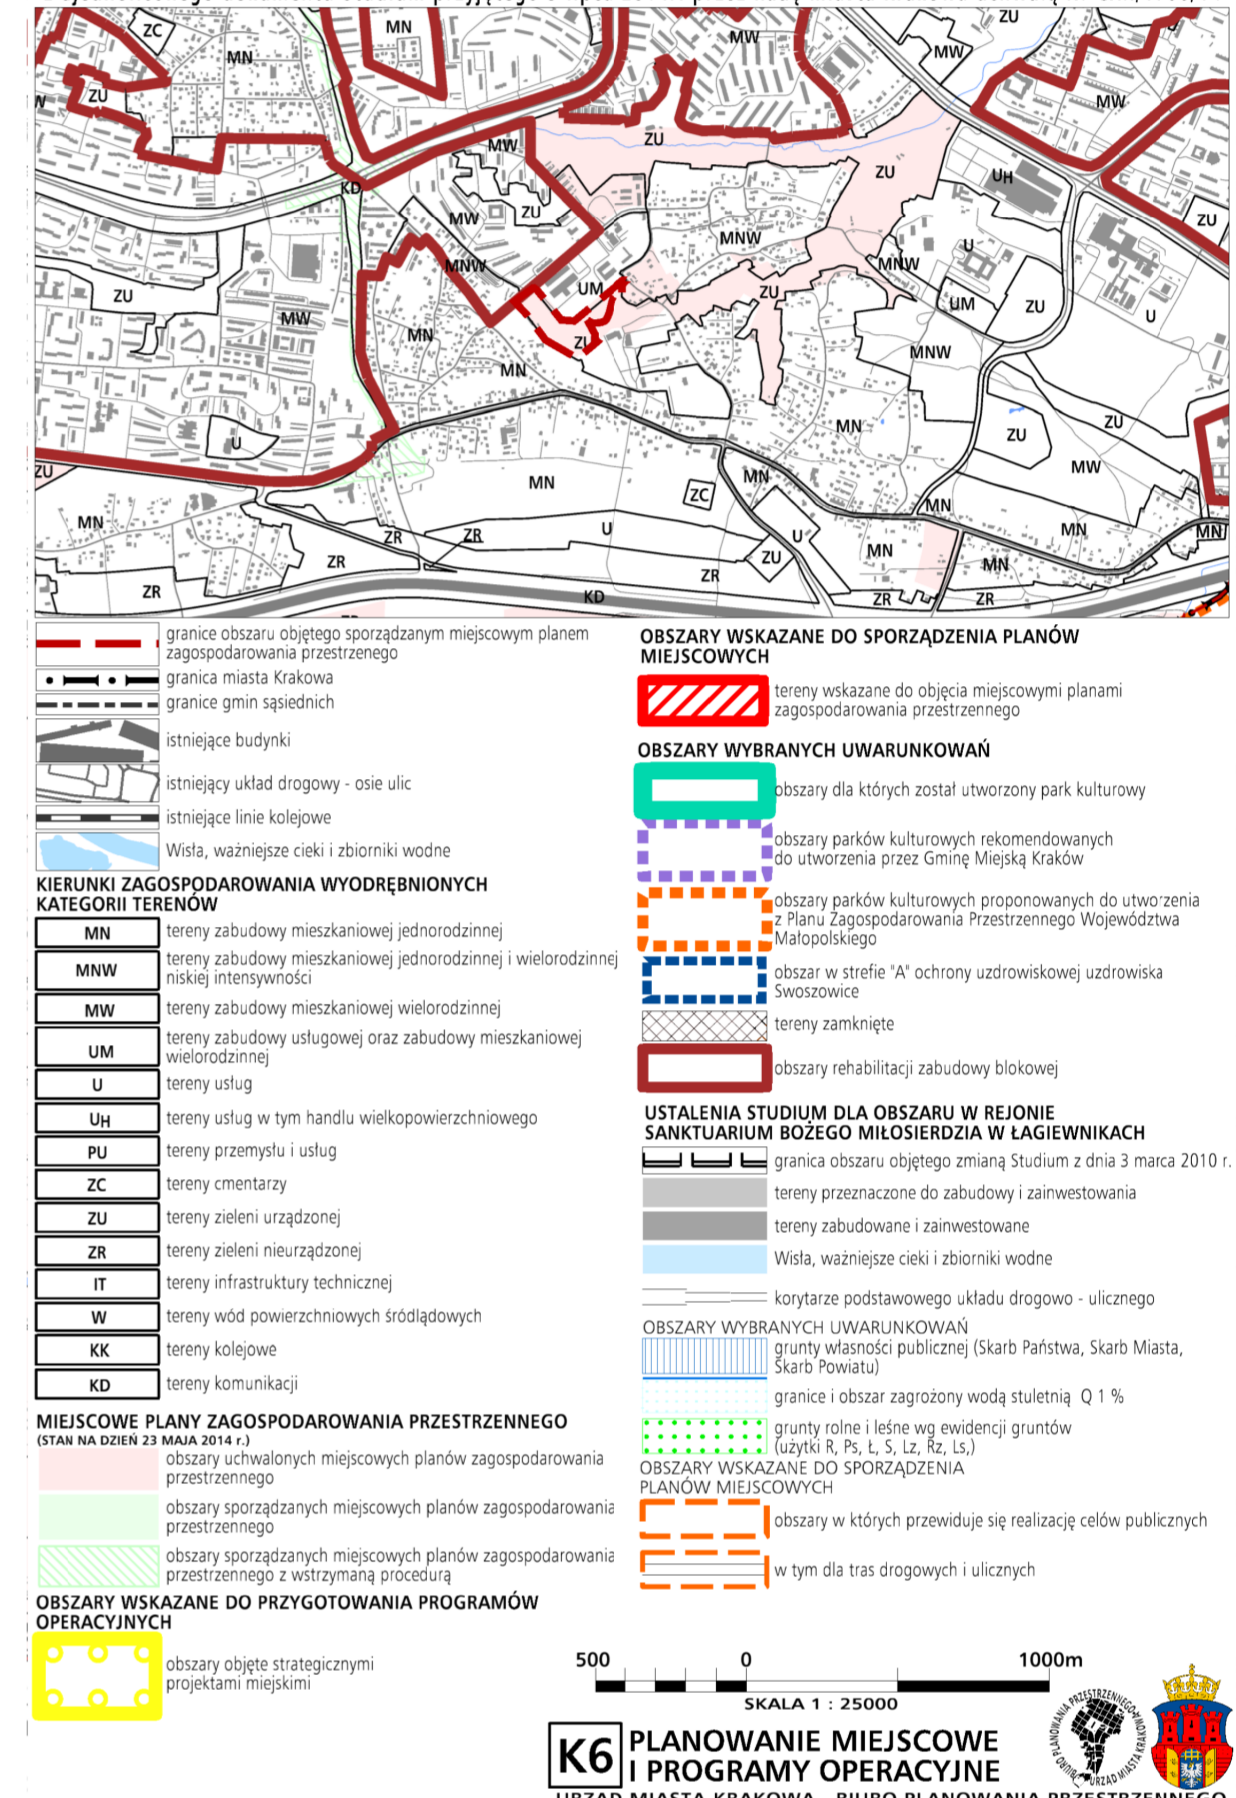 ZC
MN
MN
MW
ZU
MW
ZU
MW
ZU
MW
ZU
ZU
UH
KD
MW
ZU
MNW
U
ZU
MNW
MNW
UM
ZU
UM
ZU
U
ZU
MW
MN
MN
MNW
MN
ZU
ZU
MW
U
ZU
MN
MN
ZC
MN
MN
MN
MN
U
U
ZU
MN
MN
ZR
ZR
ZR
ZR
ZR
KD
ZR
ZR
granice obszaru objętego sporządzanym miejscowym planem
zagospodarowania przestrzenego
granica miasta Krakowa
granice gmin sąsiednich
istniejące budynki
istniejący układ drogowy - osie ulic
istniejące linie kolejowe
Wisła, ważniejsze cieki i zbiorniki wodne
KIERUNKI ZAGOSPODAROWANIA WYODRĘBNIONYCH
KATEGORII TERENÓW
MN tereny zabudowy mieszkaniowej jednorodzinnej
MNW tereny zabudowy mieszkaniowej jednorodzinnej i wielorodzinnej
niskiej intensywności
MW tereny zabudowy mieszkaniowej wielorodzinnej
UM tereny zabudowy usługowej oraz zabudowy mieszkaniowej
wielorodzinnej
U tereny usług
UH tereny usług w tym handlu wielkopowierzchniowego
PU tereny przemysłu i usług
ZC tereny cmentarzy
ZU tereny zieleni urządzonej
ZR tereny zieleni nieurządzonej
IT tereny infrastruktury technicznej
W tereny wód powierzchniowych śródlądowych
KK tereny kolejowe
KD tereny komunikacji
MIEJSCOWE PLANY ZAGOSPODAROWANIA PRZESTRZENNEGO
(STAN NA DZIEŃ 23 MAJA 2014 r.)
obszary uchwalonych miejscowych planów zagospodarowania
przestrzennego
obszary sporządzanych miejscowych planów zagospodarowania
przestrzennego
obszary sporządzanych miejscowych planów zagospodarowania
przestrzennego z wstrzymaną procedurą
OBSZARY WSKAZANE DO PRZYGOTOWANIA PROGRAMÓW
OPERACYJNYCH
obszary objęte strategicznymi
projektami miejskimi
OBSZARY WSKAZANE DO SPORZĄDZENIA PLANÓW
MIEJSCOWYCH
tereny wskazane do objęcia miejscowymi planami
zagospodarowania przestrzennego
OBSZARY WYBRANYCH UWARUNKOWAŃ
obszary dla których został utworzony park kulturowy
obszary parków kulturowych rekomendowanych
do utworzenia przez Gminę Miejską Kraków
obszary parków kulturowych proponowanych do utworzenia
z Planu Zagospodarowania Przestrzennego Województwa
Małopolskiego
obszar w strefie "A" ochrony uzdrowiskowej uzdrowiska
Swoszowice
tereny zamknięte
obszary rehabilitacji zabudowy blokowej
USTALENIA STUDIUM DLA OBSZARU W REJONIE
SANKTUARIUM BOŻEGO MIŁOSIERDZIA W ŁAGIEWNIKACH
granica obszaru objętego zmianą Studium z dnia 3 marca 2010 r.
tereny przeznaczone do zabudowy i zainwestowania
tereny zabudowane i zainwestowane
Wisła, ważniejsze cieki i zbiorniki wodne
korytarze podstawowego układu drogowo - ulicznego
OBSZARY WYBRANYCH UWARUNKOWAŃ
grunty własności publicznej (Skarb Państwa, Skarb Miasta,
Skarb Powiatu)
granice i obszar zagrożony wodą stuletnią Q 1 %
grunty rolne i leśne wg ewidencji gruntów
(użytki R, Ps, Ł, S, Lz, Rz, Ls,)
OBSZARY WSKAZANE DO SPORZĄDZENIA
PLANÓW MIEJSCOWYCH
obszary w których przewiduje się realizację celów publicznych
w tym dla tras drogowych i ulicznych
500 0 1000m
SKALA 1 : 25000
K6 PLANOWANIE MIEJSCOWE
I PROGRAMY OPERACYJNE
BIURO PLANOWANIA PRZESTRZENNEGO URZĄD MIASTA KRAKOWA
URZĄD MIASTA KRAKOWA - BIURO PLANOWANIA PRZESTRZENNEGO